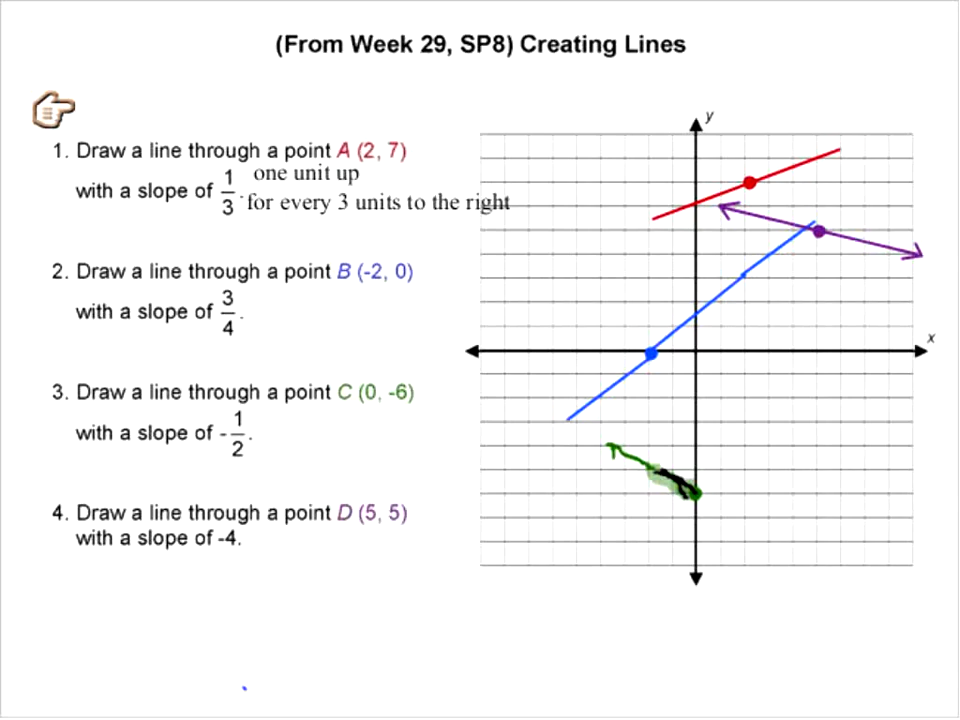 (From Week 29, SP8) Creating Lines
1. Draw a line through a point A (2, 7)
with a slope of 1/3.
one unit up
for every 3 units to the right
2. Draw a line through a point B (-2, 0)
with a slope of 3/4.
3. Draw a line through a point C (0, -6)
with a slope of -1/2.
4. Draw a line through a point D (5, 5)
with a slope of -4.
y
x